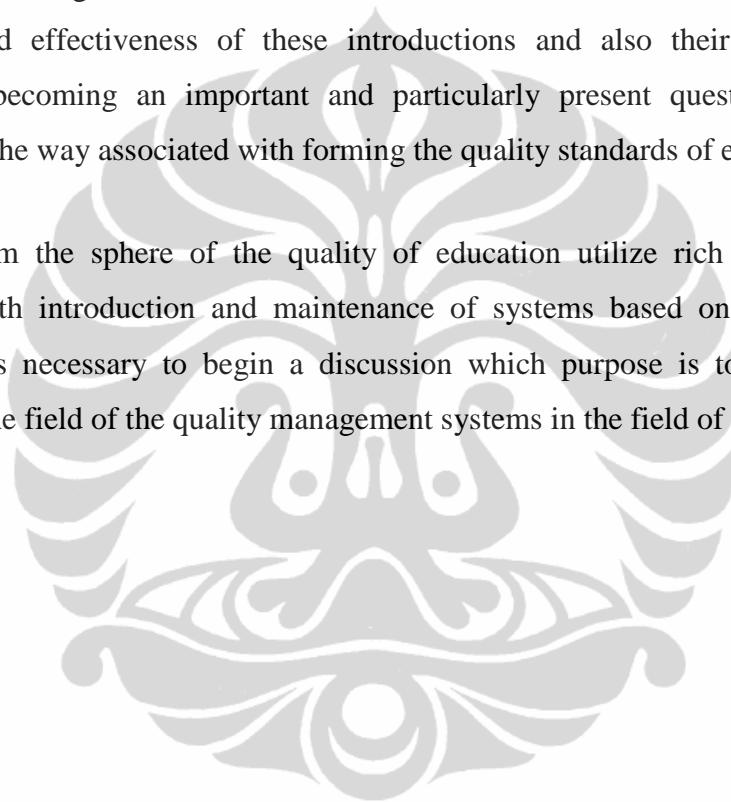 d effectiveness of these introductions and also their
becoming an important and particularly present quest
he way associated with forming the quality standards of e
m the sphere of the quality of education utilize rich
th introduction and maintenance of systems based on
s necessary to begin a discussion which purpose is to
e field of the quality management systems in the field of